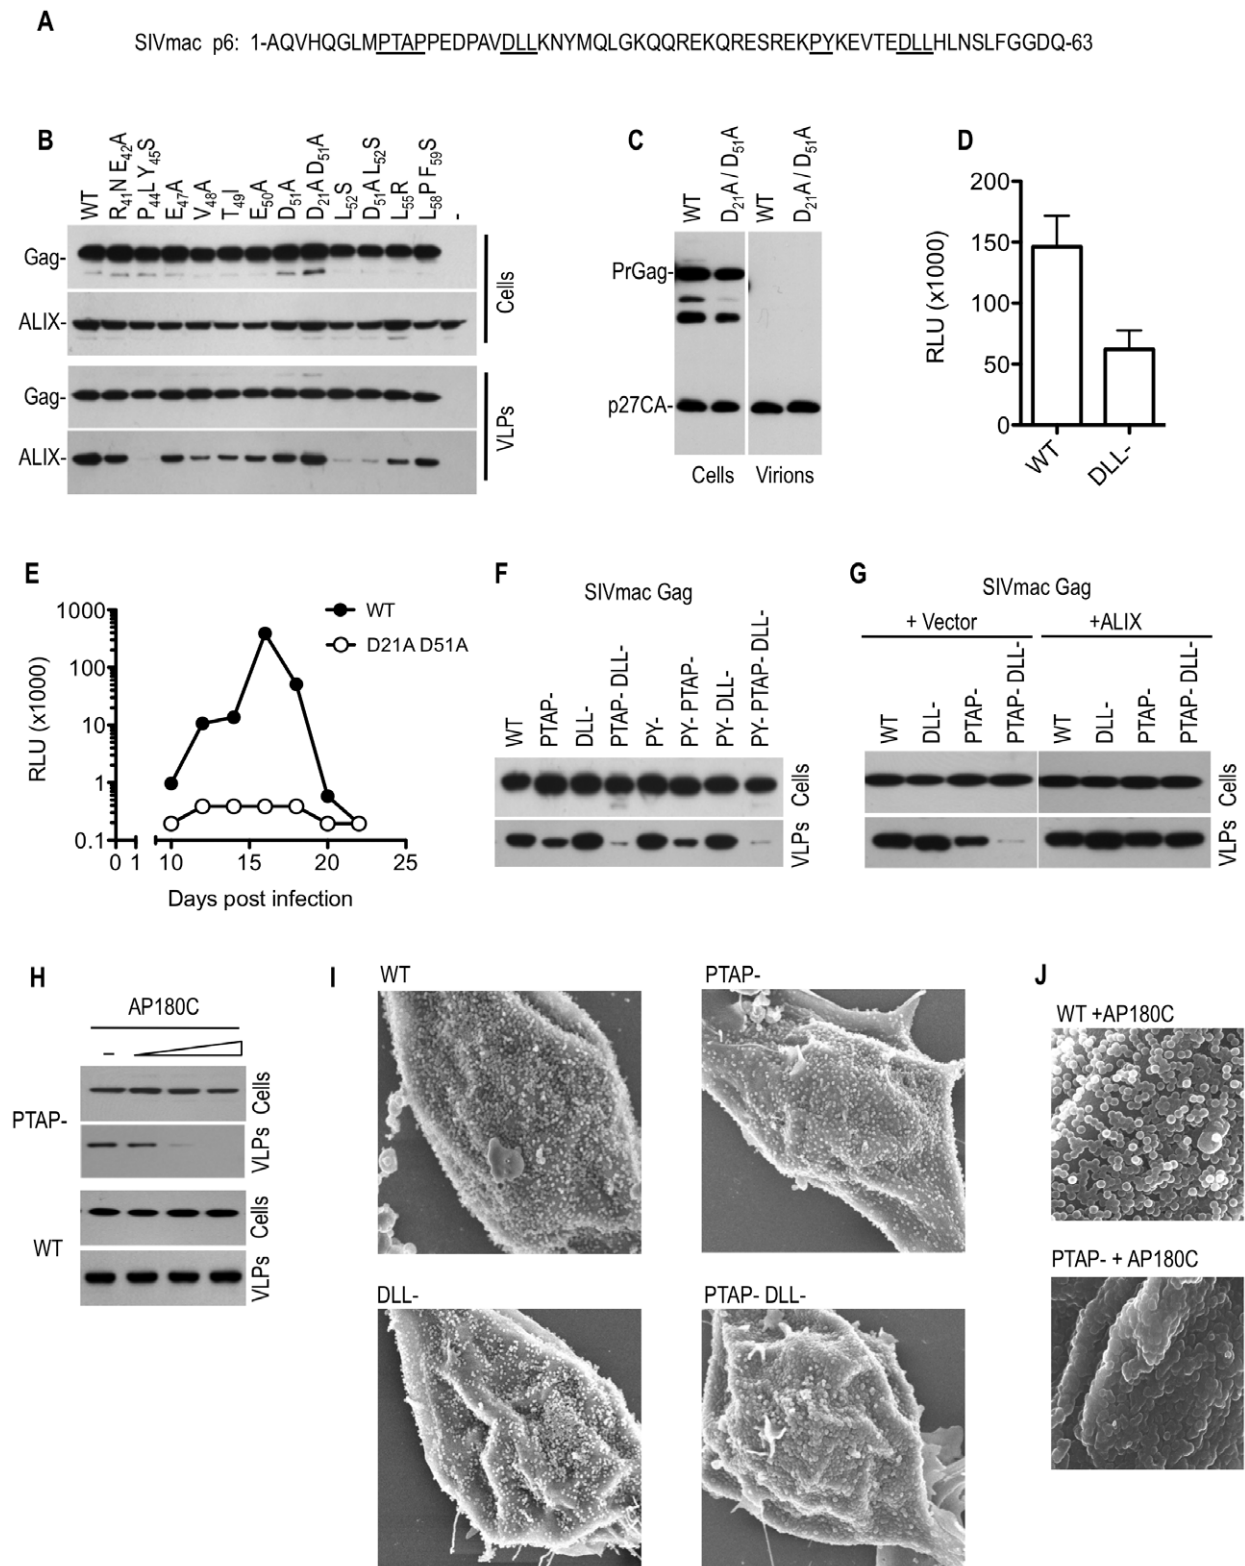 A
SIVmac p6: 1-AQVHQGLMPTAPPEDPAVDLLKNYMQLGKQQREKQRESREKPYKEVTEDLLHLNSLFGGDQ-63
B
WT
R41N E42A
P44L Y45S
E47A
V48A
T49I
E50A
D51A
D21A D51A
L52S
D51A L52S
L55R
L58P F59S
-
Gag-
ALIX-
Cells
Gag-
ALIX-
VLPs
C
WT
D21A / D51A
WT
D21A / D51A
PrGag-
p27CA-
Cells
Virions
D
RLU (x1000)
200
150
100
50
0
WT
DLL-
E
RLU (x1000)
1000
100
10
1
0.1
0 1 10 15 20 25
Days post infection
WT
D21A D51A
F
SIVmac Gag
WT
PTAP-
DLL-
PTAP- DLL-
PY-
PY- PTAP-
PY- DLL-
PY- PTAP- DLL-
Cells
VLPs
G
SIVmac Gag
+ Vector
+ALIX
WT
DLL-
PTAP-
PTAP- DLL-
WT
DLL-
PTAP-
PTAP- DLL-
Cells
VLPs
H
AP180C
–
PTAP-
Cells
VLPs
WT
Cells
VLPs
I
WT
PTAP-
DLL-
PTAP- DLL-
J
WT +AP180C
PTAP- + AP180C